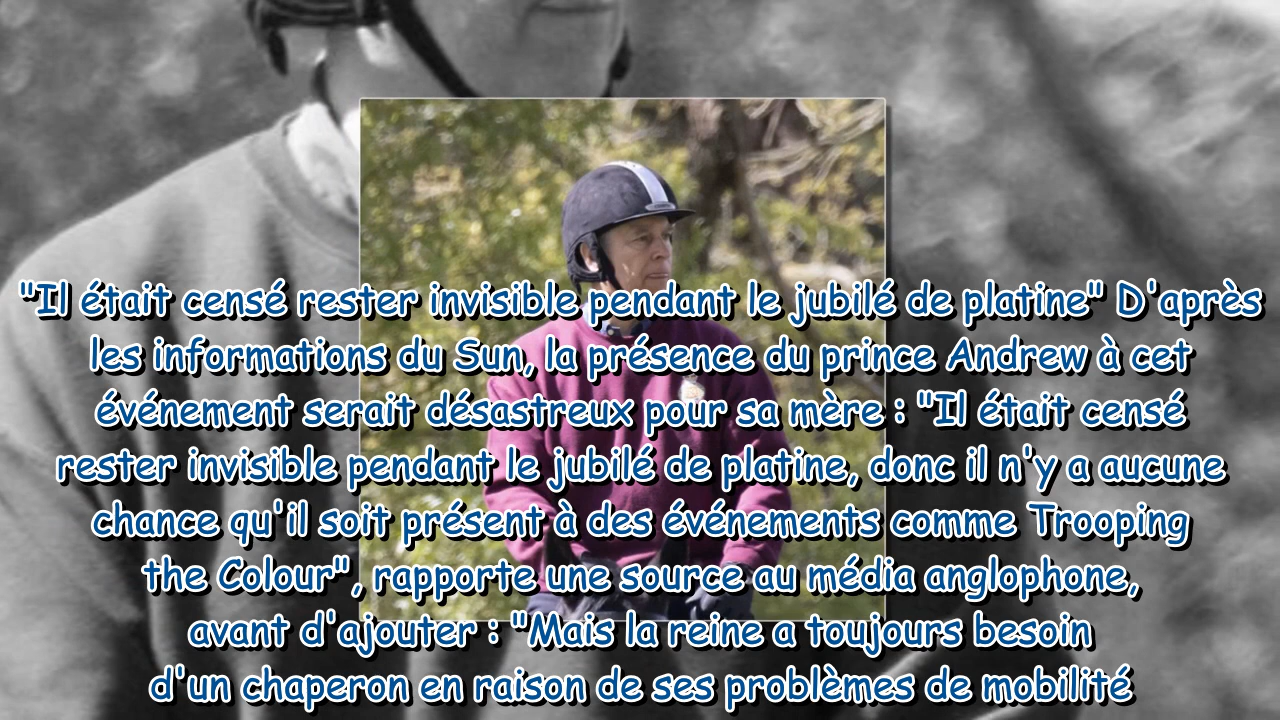 "Il était censé rester invisible pendant le jubilé de platine" D'après
les informations du Sun, la présence du prince Andrew à cet
événement serait désastreux pour sa mère : "Il était censé
rester invisible pendant le jubilé de platine, donc il n'y a aucune
chance qu'il soit présent à des événements comme Trooping
the Colour", rapporte une source au média anglophone,
avant d'ajouter : "Mais la reine a toujours besoin
d'un chaperon en raison de ses problèmes de mobilité